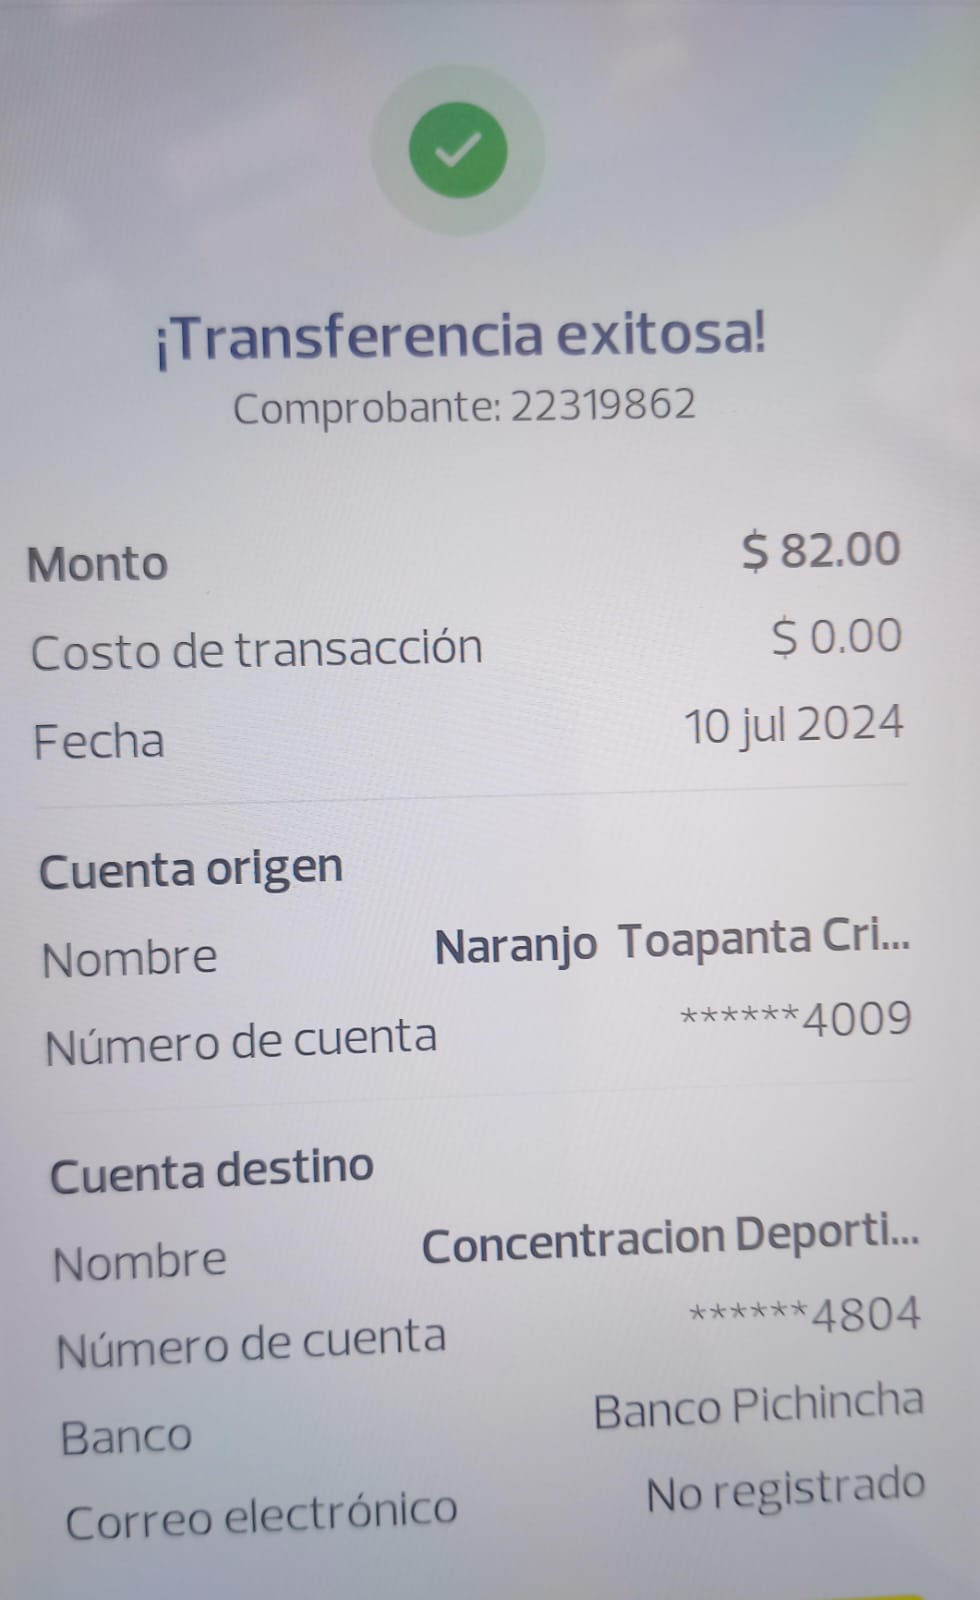 ¡Transferencia exitosa!
Comprobante: 22319862
Monto $ 82.00
Costo de transacción $ 0.00
Fecha 10 jul 2024
Cuenta origen
Nombre Naranjo Toapanta Cri...
Número de cuenta ******4009
Cuenta destino
Nombre Concentracion Deporti...
Número de cuenta ******4804
Banco Banco Pichincha
Correo electrónico No registrado